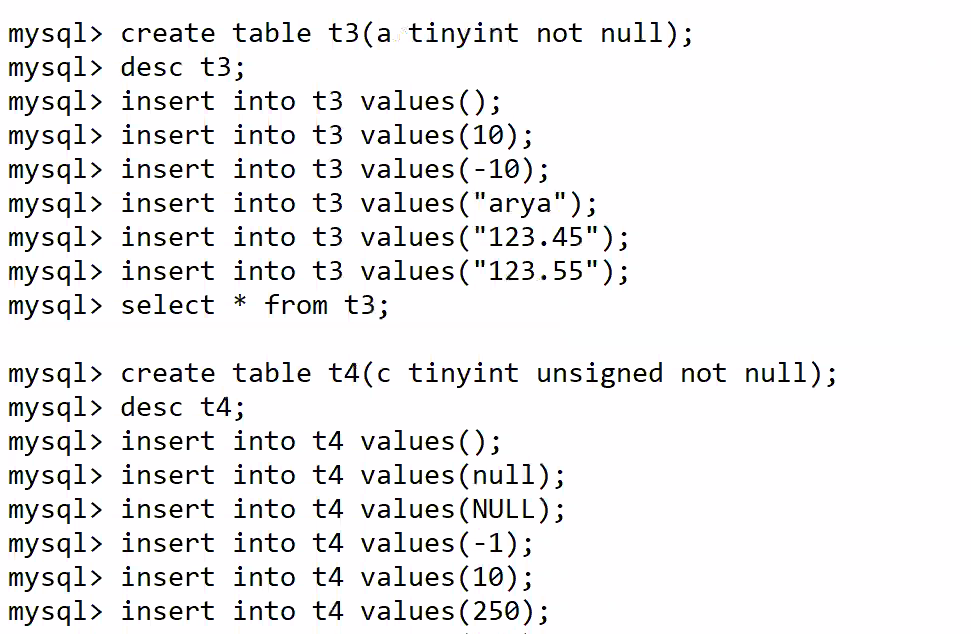 mysql> create table t3(a tinyint not null);
mysql> desc t3;
mysql> insert into t3 values();
mysql> insert into t3 values(10);
mysql> insert into t3 values(-10);
mysql> insert into t3 values("arya");
mysql> insert into t3 values("123.45");
mysql> insert into t3 values("123.55");
mysql> select * from t3;
mysql> create table t4(c tinyint unsigned not null);
mysql> desc t4;
mysql> insert into t4 values();
mysql> insert into t4 values(null);
mysql> insert into t4 values(NULL);
mysql> insert into t4 values(-1);
mysql> insert into t4 values(10);
mysql> insert into t4 values(250);